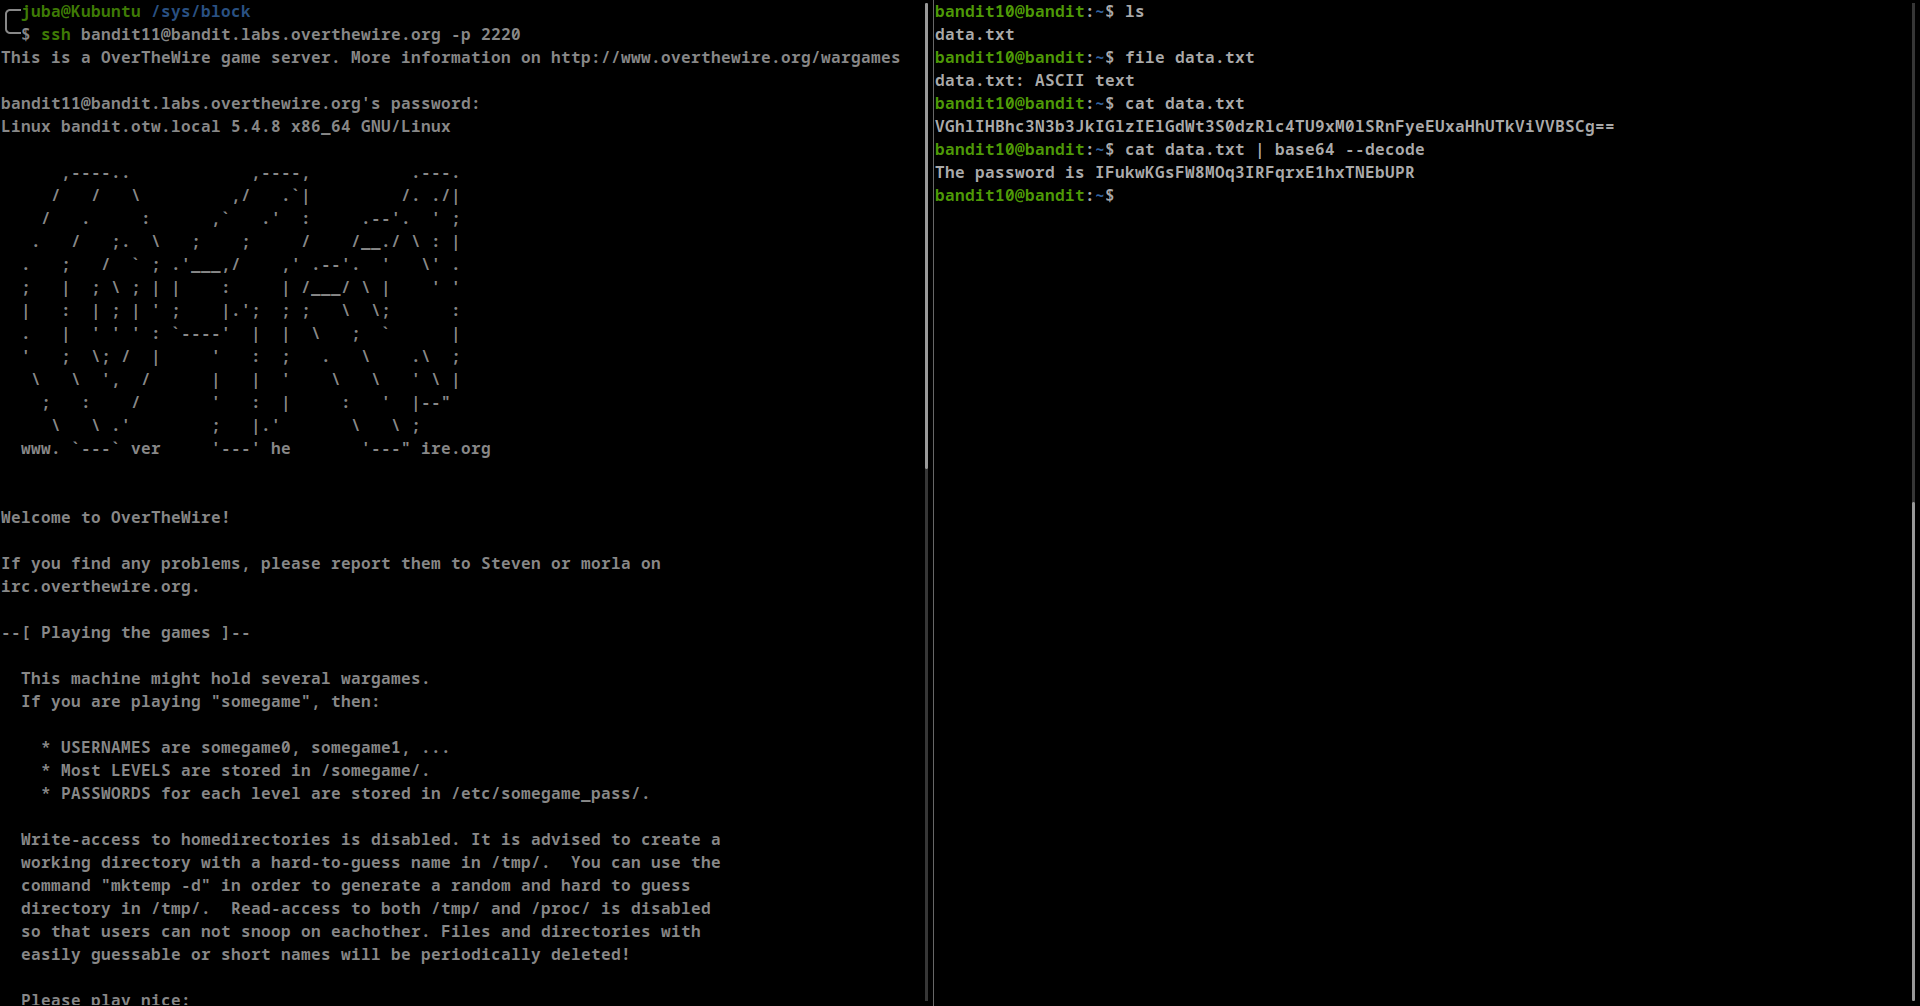 juba@Kubuntu /sys/block
$ ssh bandit11@bandit.labs.overthewire.org -p 2220
This is a OverTheWire game server. More information on http://www.overthewire.org/wargames
bandit11@bandit.labs.overthewire.org's password:
Linux bandit.otw.local 5.4.8 x86_64 GNU/Linux
      ,----..            ,----,          .---.
     /   /   \         ,/   .`|         /. ./|
    /   .     :      ,`   .'  :     .--'.  ' ;
   .   /   ;.  \   ;    ;     /    /__./ \ : |
  .   ;   /  ` ; .'___,/    ,' .--'.  '   \' .
  ;   |  ; \ ; | |    :     | /___/ \ |    ' '
  |   :  | ; | ' ;    |.';  ; ;   \  \;      :
  .   |  ' ' ' : `----'  |  |  \   ;  `      |
  '   ;  \; /  |     '   :  ;   .   \    .\  ;
   \   \  ',  /      |   |  '    \   \   ' \ |
    ;   :    /       '   :  |     :   '  |--"
     \   \ .'        ;   |.'       \   \ ;
  www. `---` ver     '---' he       '---" ire.org
Welcome to OverTheWire!
If you find any problems, please report them to Steven or morla on
irc.overthewire.org.
--[ Playing the games ]--
This machine might hold several wargames.
If you are playing "somegame", then:
* USERNAMES are somegame0, somegame1, ...
* Most LEVELS are stored in /somegame/.
* PASSWORDS for each level are stored in /etc/somegame_pass/.
Write-access to homedirectories is disabled. It is advised to create a
working directory with a hard-to-guess name in /tmp/.  You can use the
command "mktemp -d" in order to generate a random and hard to guess
directory in /tmp/.  Read-access to both /tmp/ and /proc/ is disabled
so that users can not snoop on eachother. Files and directories with
easily guessable or short names will be periodically deleted!
Please play nice:
bandit10@bandit:~$ ls
data.txt
bandit10@bandit:~$ file data.txt
data.txt: ASCII text
bandit10@bandit:~$ cat data.txt
VGhlIHBhc3N3b3JkIGlzIElGdWt3S0dzRlc4TU9xM0lSRnFyeEUxaHhUTkViVVBSCg==
bandit10@bandit:~$ cat data.txt | base64 --decode
The password is IFukwKGsFW8MOq3IRFqrxE1hxTNEbUPR
bandit10@bandit:~$